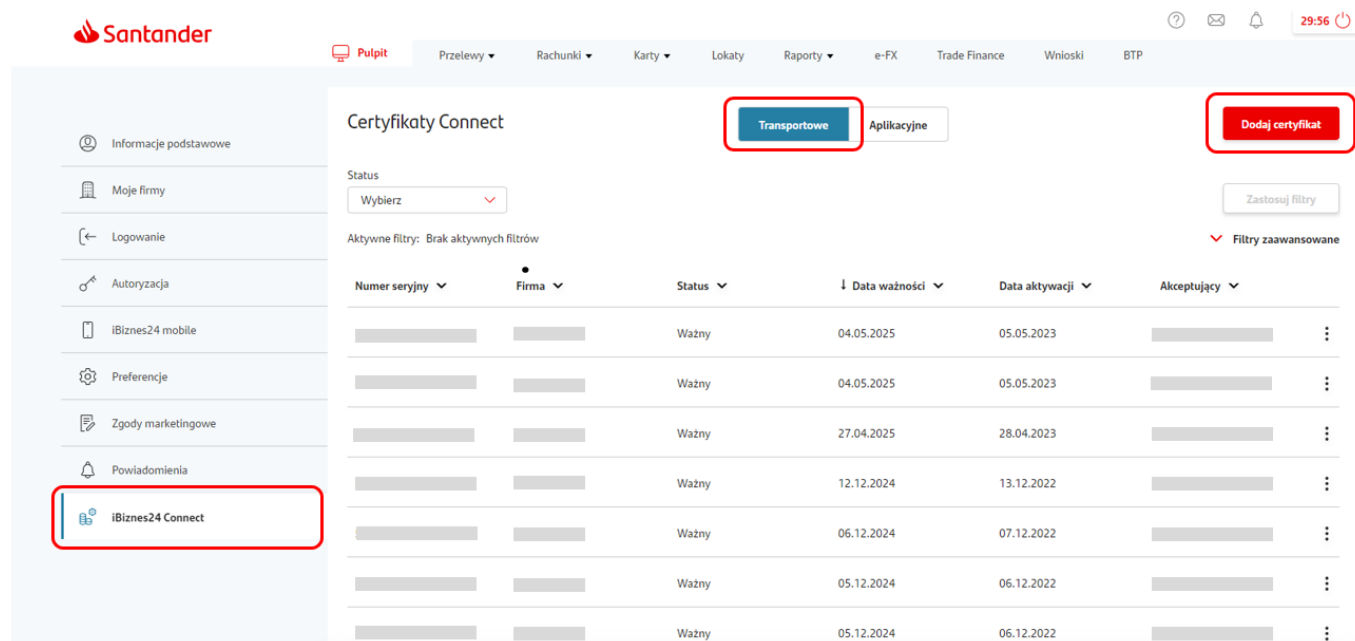 Santander
29:56
Pulpit
Przelewy
Rachunki
Karty
Lokaty
Raporty
e-FX
Trade Finance
Wnioski
BTP
Informacje podstawowe
Moje firmy
Logowanie
Autoryzacja
iBiznes24 mobile
Preferencje
Zgody marketingowe
Powiadomienia
iBiznes24 Connect
Certyfikaty Connect
Transportowe
Aplikacyjne
Dodaj certyfikat
Status
Wybierz
Zastosuj filtry
Aktywne filtry: Brak aktywnych filtrów
Filtry zaawansowane
Numer seryjny Firma Status ↓ Data ważności Data aktywacji Akceptujący
Ważny 04.05.2025 05.05.2023
Ważny 04.05.2025 05.05.2023
Ważny 27.04.2025 28.04.2023
Ważny 12.12.2024 13.12.2022
Ważny 06.12.2024 07.12.2022
Ważny 05.12.2024 06.12.2022
Ważny 05.12.2024 06.12.2022